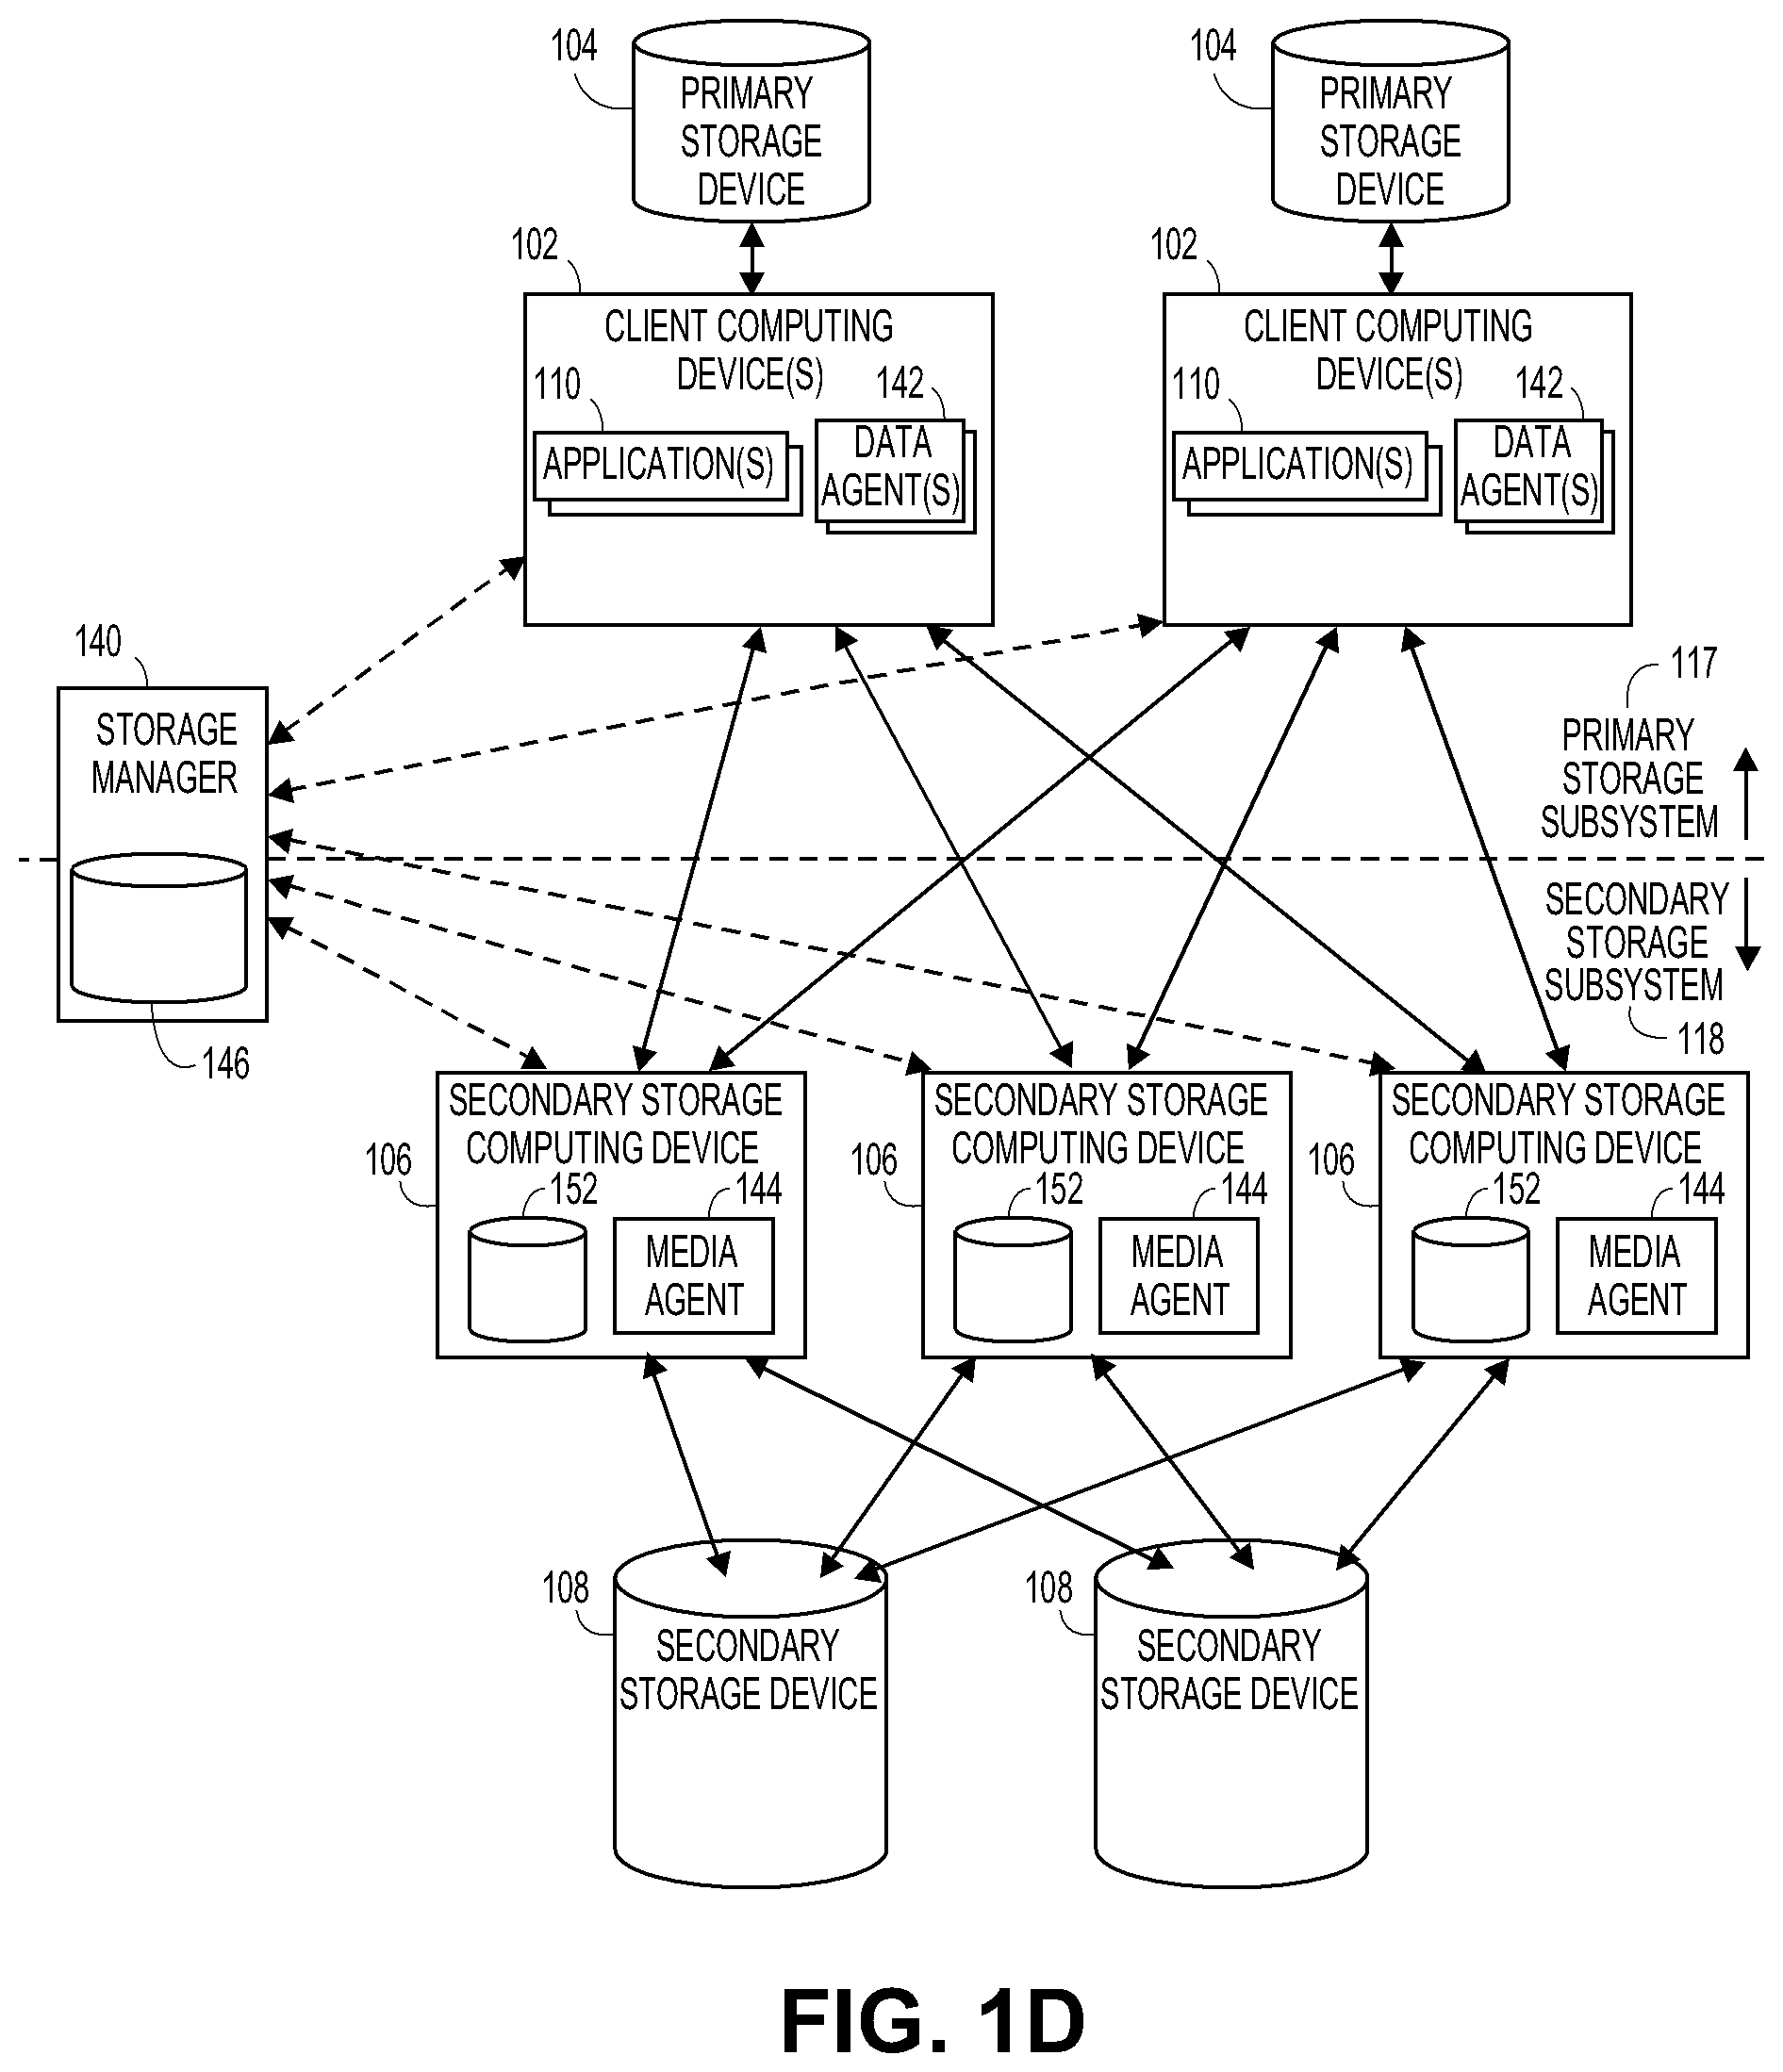 104
PRIMARY
STORAGE
DEVICE
104
PRIMARY
STORAGE
DEVICE
102
CLIENT COMPUTING
DEVICE(S)
110
142
APPLICATION(S)
DATA
AGENT(S)
102
CLIENT COMPUTING
DEVICE(S)
110
142
APPLICATION(S)
DATA
AGENT(S)
140
STORAGE
MANAGER
146
117
PRIMARY
STORAGE
SUBSYSTEM
SECONDARY
STORAGE
SUBSYSTEM
118
SECONDARY STORAGE
COMPUTING DEVICE
106
152
144
MEDIA
AGENT
SECONDARY STORAGE
COMPUTING DEVICE
106
152
144
MEDIA
AGENT
SECONDARY STORAGE
COMPUTING DEVICE
106
152
144
MEDIA
AGENT
108
SECONDARY
STORAGE DEVICE
108
SECONDARY
STORAGE DEVICE
FIG. 1D